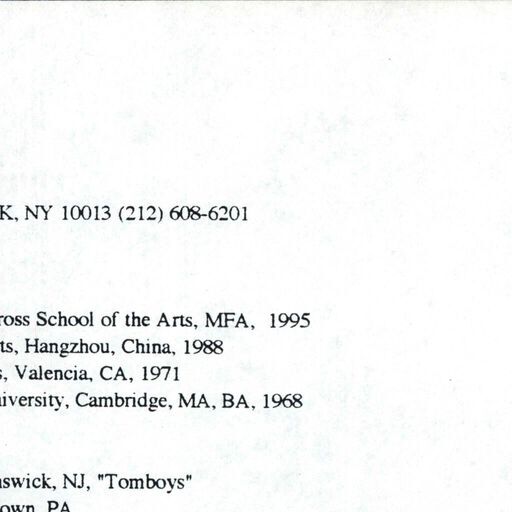 K, NY 10013 (212) 608-6201
ross School of the Arts, MFA, 1995
ts, Hangzhou, China, 1988
s, Valencia, CA, 1971
iversity, Cambridge, MA, BA, 1968
nswick, NJ, "Tomboys"
own, PA